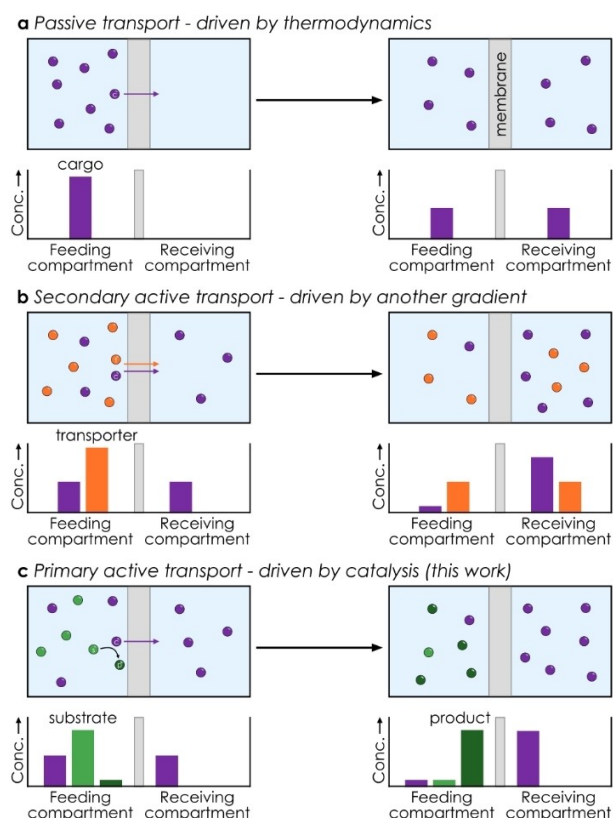 a Passive transport - driven by thermodynamics
membrane
cargo
Conc.
Conc.
Feeding compartment
Receiving compartment
Feeding compartment
Receiving compartment
b Secondary active transport - driven by another gradient
transporter
Conc.
Conc.
Feeding compartment
Receiving compartment
Feeding compartment
Receiving compartment
c Primary active transport - driven by catalysis (this work)
substrate
product
Conc.
Conc.
Feeding compartment
Receiving compartment
Feeding compartment
Receiving compartment